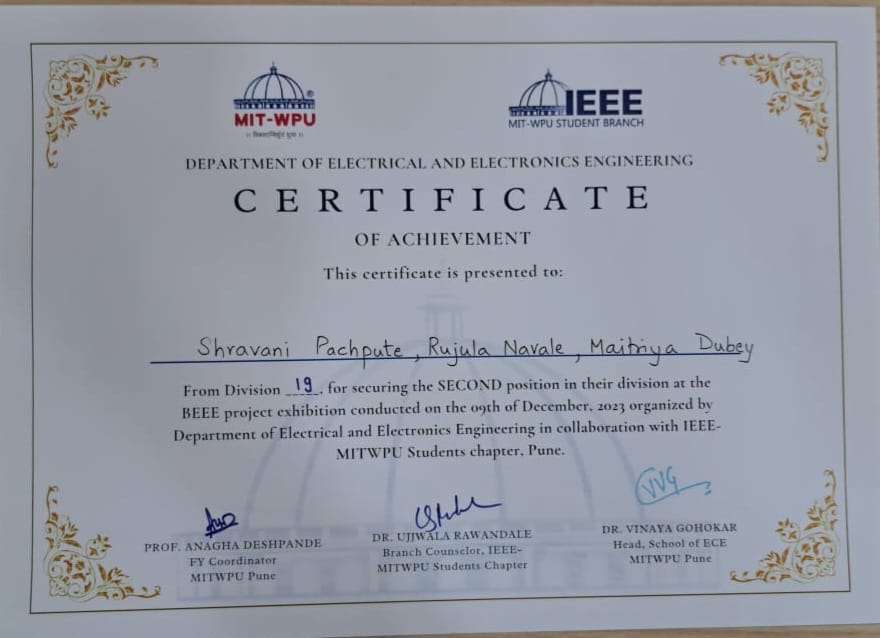 MIT-WPU
IEEE
MIT-WPU STUDENT BRANCH
DEPARTMENT OF ELECTRICAL AND ELECTRONICS ENGINEERING
CERTIFICATE
OF ACHIEVEMENT
This certificate is presented to:
Shravani Pachpute, Rujula Navale, Maitriya Dubey
From Division 19, for securing the SECOND position in their division at the
BEEE project exhibition conducted on the 09th of December, 2023 organized by
Department of Electrical and Electronics Engineering in collaboration with IEEE-
MITWPU Students chapter, Pune.
PROF. ANAGHA DESHPANDE
FY Coordinator
MITWPU Pune
DR. UJJWALA RAWANDALE
Branch Counselor, IEEE-
MITWPU Students Chapter
VVG
DR. VINAYA GOHOKAR
Head, School of ECE
MITWPU Pune